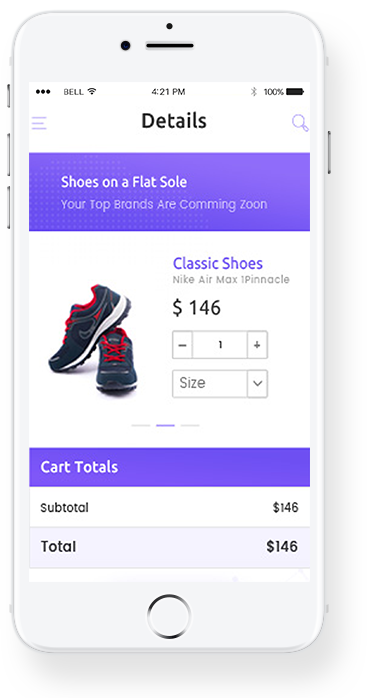 BELL
4:21 PM
100%
Details
Shoes on a Flat Sole
Your Top Brands Are Comming Zoon
Classic Shoes
Nike Air Max 1Pinnacle
$ 146
− 1 +
Size
Cart Totals
Subtotal $146
Total $146